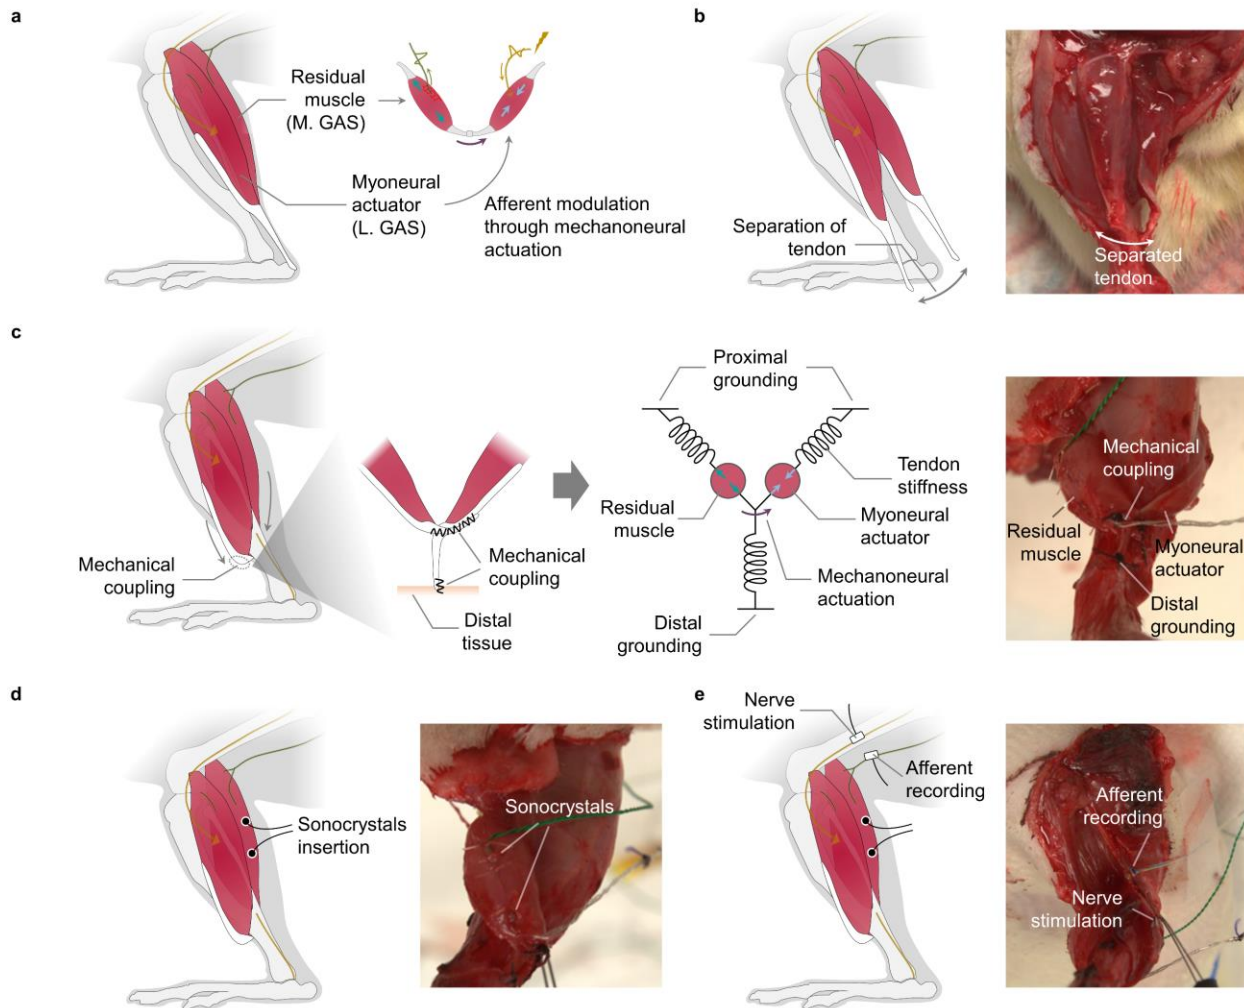 a
Residual
muscle
(M. GAS)
Myoneural
actuator
(L. GAS)
Afferent modulation
through mechanoneural
actuation
b
Separation of
tendon
Separated
tendon
c
Mechanical
coupling
Mechanical
coupling
Distal
tissue
Proximal
grounding
Residual
muscle
Tendon
stiffness
Myoneural
actuator
Mechanoneural
actuation
Distal
grounding
Mechanical
coupling
Residual
muscle
Myoneural
actuator
Distal
grounding
d
Sonocrystals
insertion
Sonocrystals
e
Nerve
stimulation
Afferent
recording
Afferent
recording
Nerve
stimulation